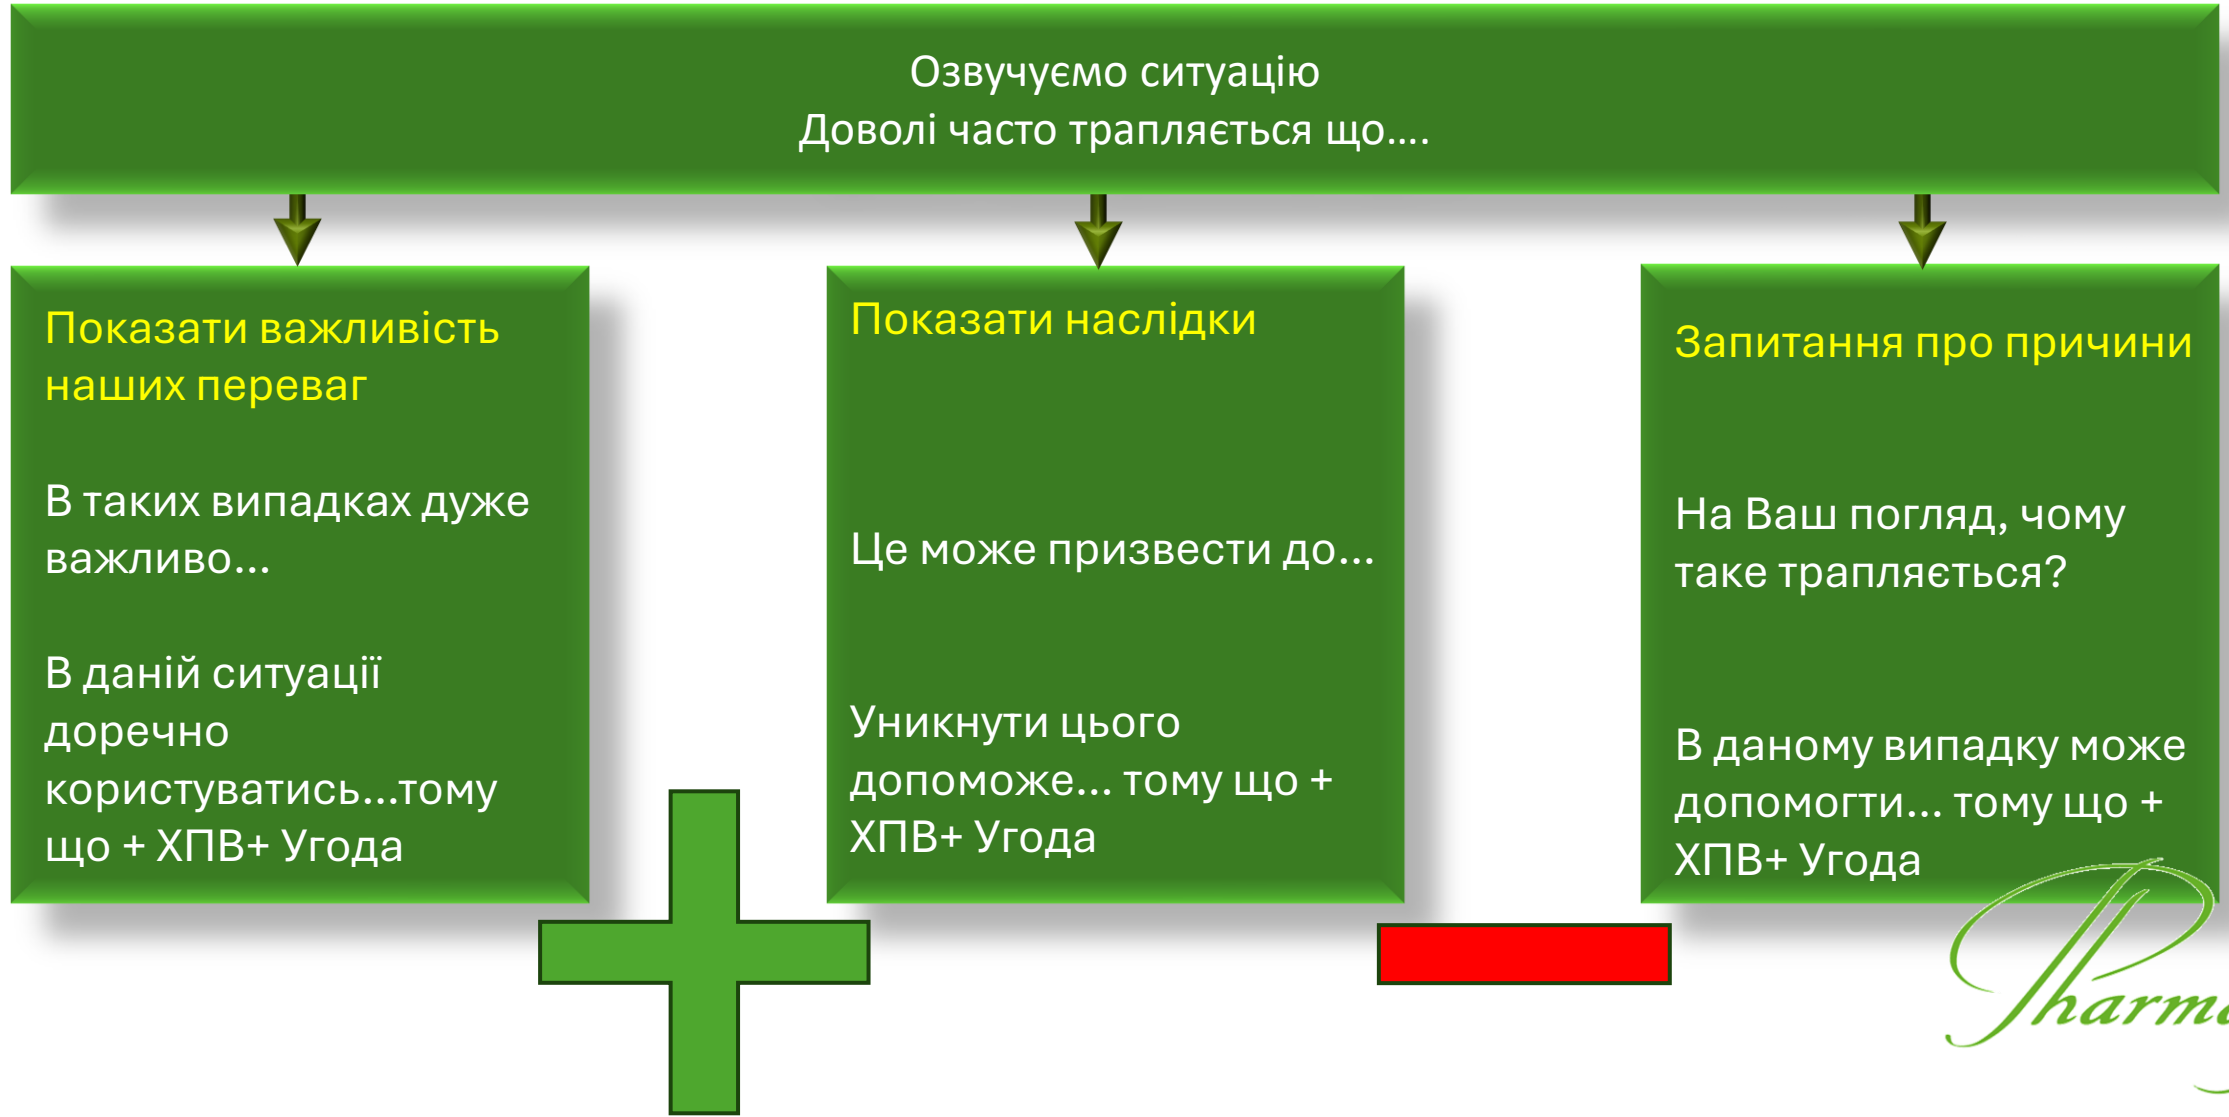 Озвучуємо ситуацію
Доволі часто трапляється що....
Показати важливість
наших переваг
В таких випадках дуже
важливо...
В даній ситуації
доречно
користуватись...тому
що + ХПВ+ Угода
Показати наслідки
Це може призвести до...
Уникнути цього
допоможе... тому що +
ХПВ+ Угода
Запитання про причини
На Ваш погляд, чому
таке трапляється?
В даному випадку може
допомогти... тому що +
ХПВ+ Угода